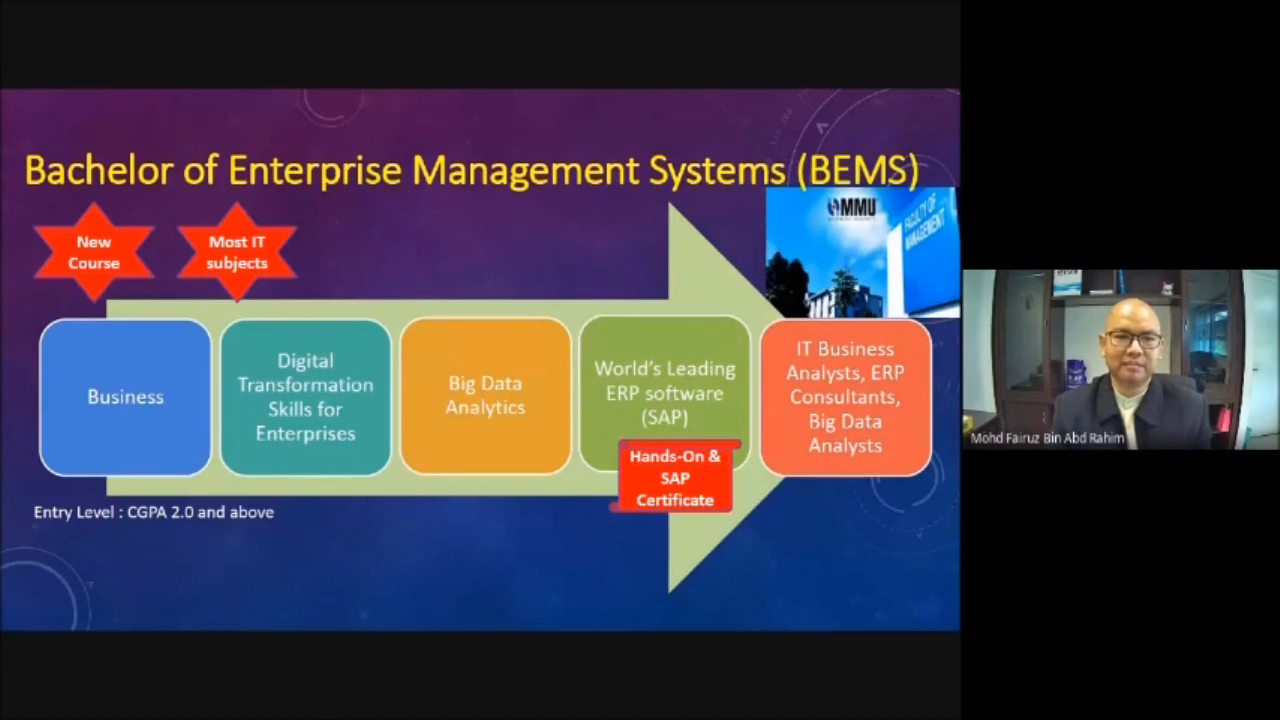 Bachelor of Enterprise Management Systems (BEMS)
New
Course
Most IT
subjects
MMU
FACULTY OF
MANAGEMENT
Business
Digital
Transformation
Skills for
Enterprises
Big Data
Analytics
World's Leading
ERP software
(SAP)
Hands-On &
SAP
Certificate
IT Business
Analysts, ERP
Consultants,
Big Data
Analysts
Entry Level : CGPA 2.0 and above
Mohd Fairuz Bin Abd Rahim